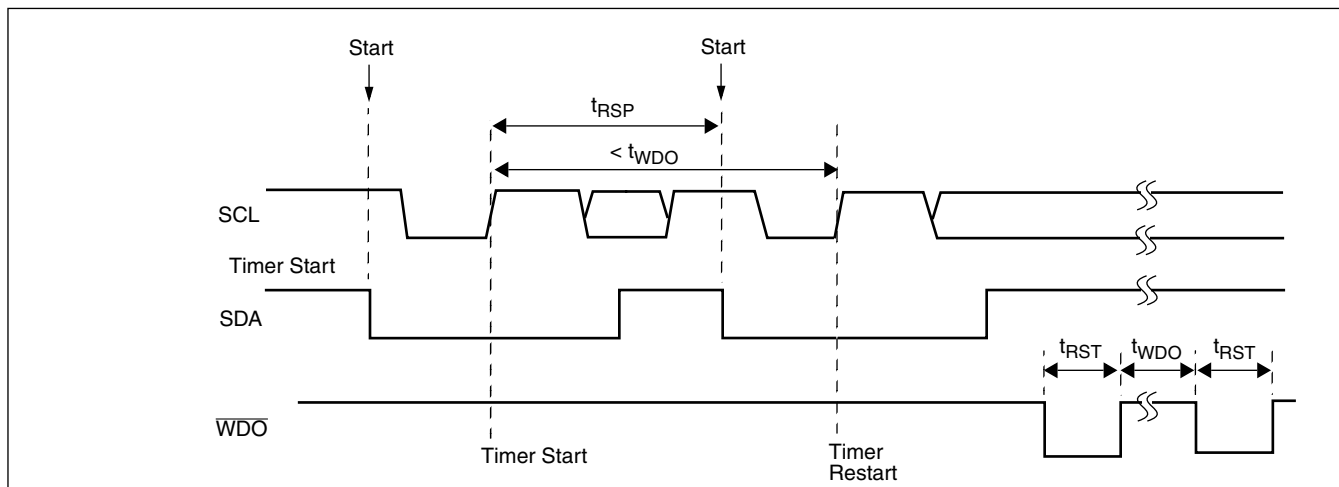 Start
Start
tRSP
< tWDO
SCL
Timer Start
SDA
tRST
tWDO
tRST
WDO
Timer Start
Timer
Restart